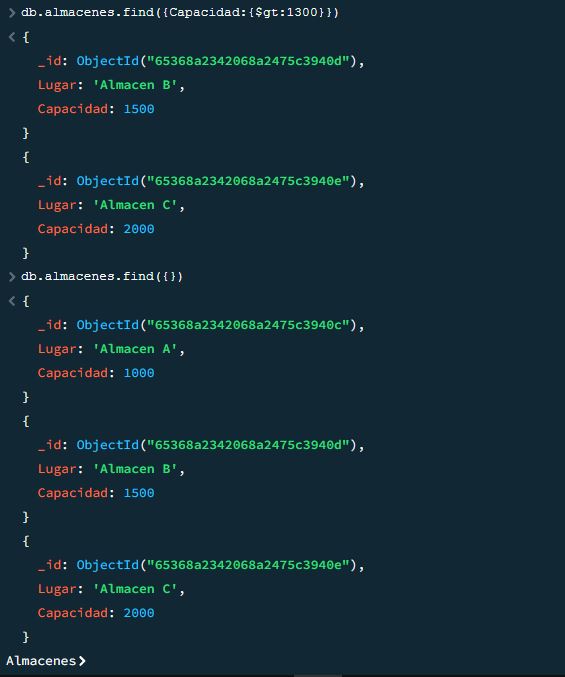 > db.almacenes.find({Capacidad:{$gt:1300}})
< {
_id: ObjectId("65368a2342068a2475c3940d"),
Lugar: 'Almacen B',
Capacidad: 1500
}
{
_id: ObjectId("65368a2342068a2475c3940e"),
Lugar: 'Almacen C',
Capacidad: 2000
}
> db.almacenes.find({})
< {
_id: ObjectId("65368a2342068a2475c3940c"),
Lugar: 'Almacen A',
Capacidad: 1000
}
{
_id: ObjectId("65368a2342068a2475c3940d"),
Lugar: 'Almacen B',
Capacidad: 1500
}
{
_id: ObjectId("65368a2342068a2475c3940e"),
Lugar: 'Almacen C',
Capacidad: 2000
}
Almacenes>